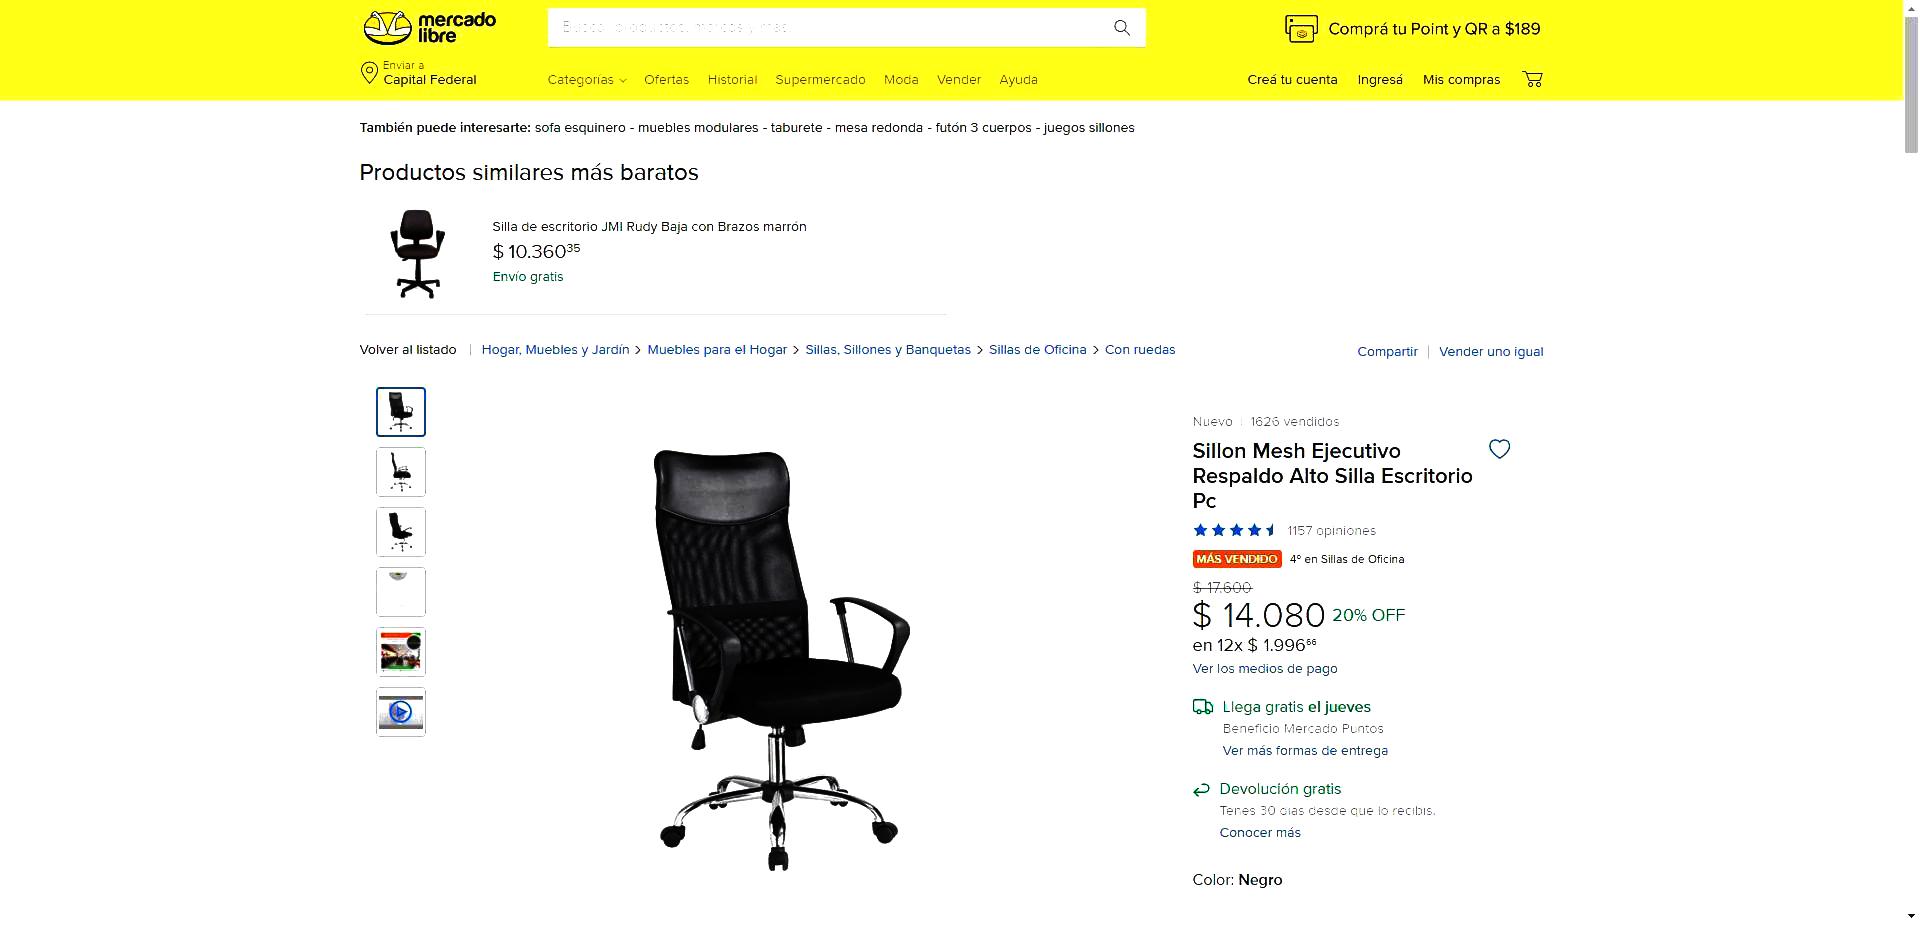 mercado
libre
Buscar productos, marcas y más
Comprá tu Point y QR a $189
Enviar a
Capital Federal
Categorías
Ofertas
Historial
Supermercado
Moda
Vender
Ayuda
Creá tu cuenta
Ingresá
Mis compras
También puede interesarte: sofa esquinero - muebles modulares - taburete - mesa redonda - futón 3 cuerpos - juegos sillones
Productos similares más baratos
Silla de escritorio JMI Rudy Baja con Brazos marrón
$ 10.360 35
Envío gratis
Volver al listado | Hogar, Muebles y Jardín > Muebles para el Hogar > Sillas, Sillones y Banquetas > Sillas de Oficina > Con ruedas
Compartir | Vender uno igual
Nuevo | 1626 vendidos
Sillon Mesh Ejecutivo
Respaldo Alto Silla Escritorio
Pc
1157 opiniones
MÁS VENDIDO 4º en Sillas de Oficina
$ 17.600
$ 14.080 20% OFF
en 12x $ 1.996 66
Ver los medios de pago
Llega gratis el jueves
Beneficio Mercado Puntos
Ver más formas de entrega
Devolución gratis
Tenés 30 días desde que lo recibís.
Conocer más
Color: Negro